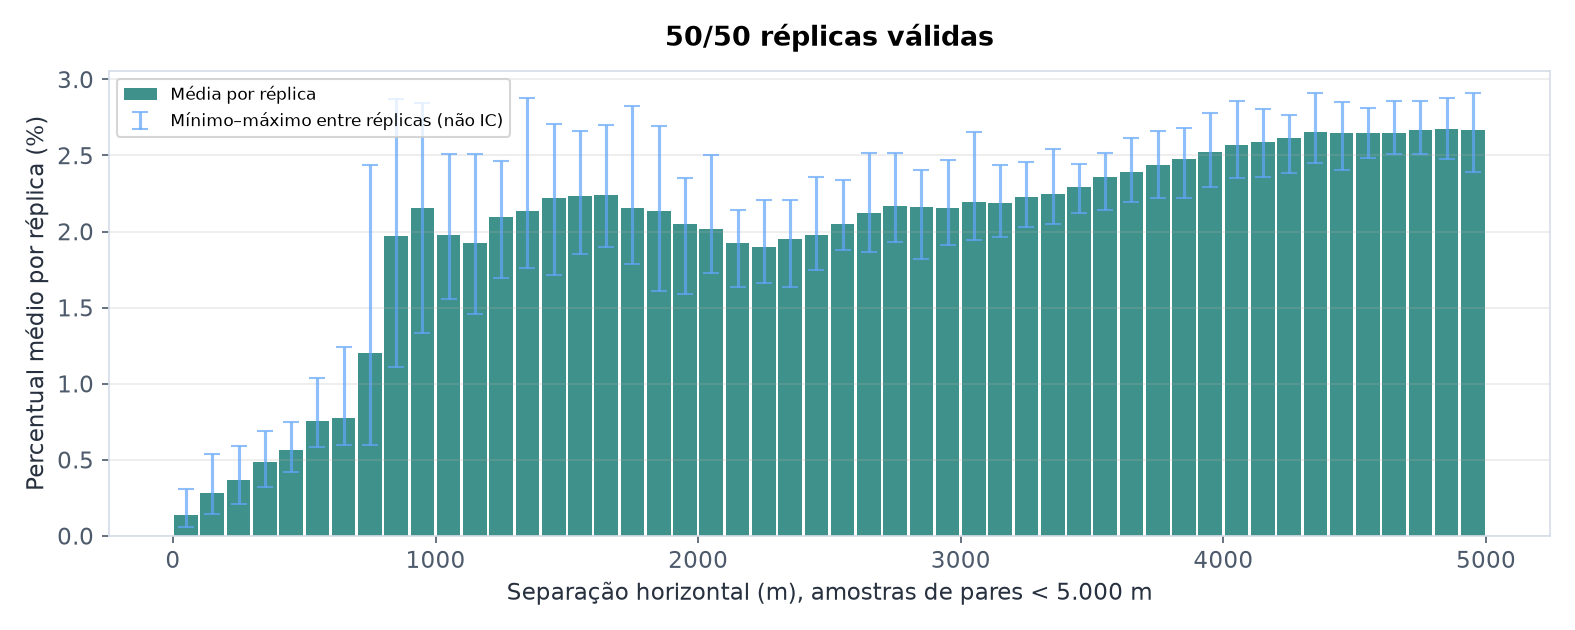 50/50 réplicas válidas
Média por réplica
Mínimo–máximo entre réplicas (não IC)
Percentual médio por réplica (%)
3.0
2.5
2.0
1.5
1.0
0.5
0.0
0 1000 2000 3000 4000 5000
Separação horizontal (m), amostras de pares < 5.000 m